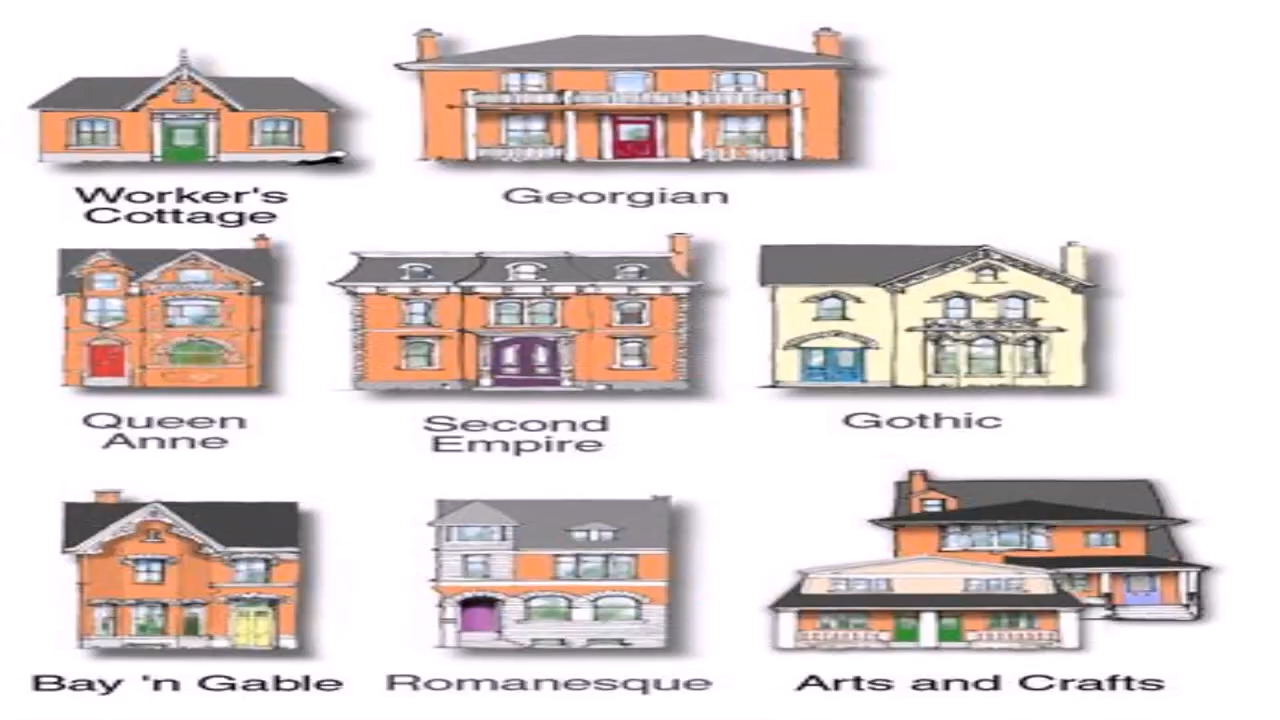 Worker's
Cottage
Georgian
Queen
Anne
Second
Empire
Gothic
Bay 'n Gable
Romanesque
Arts and Crafts